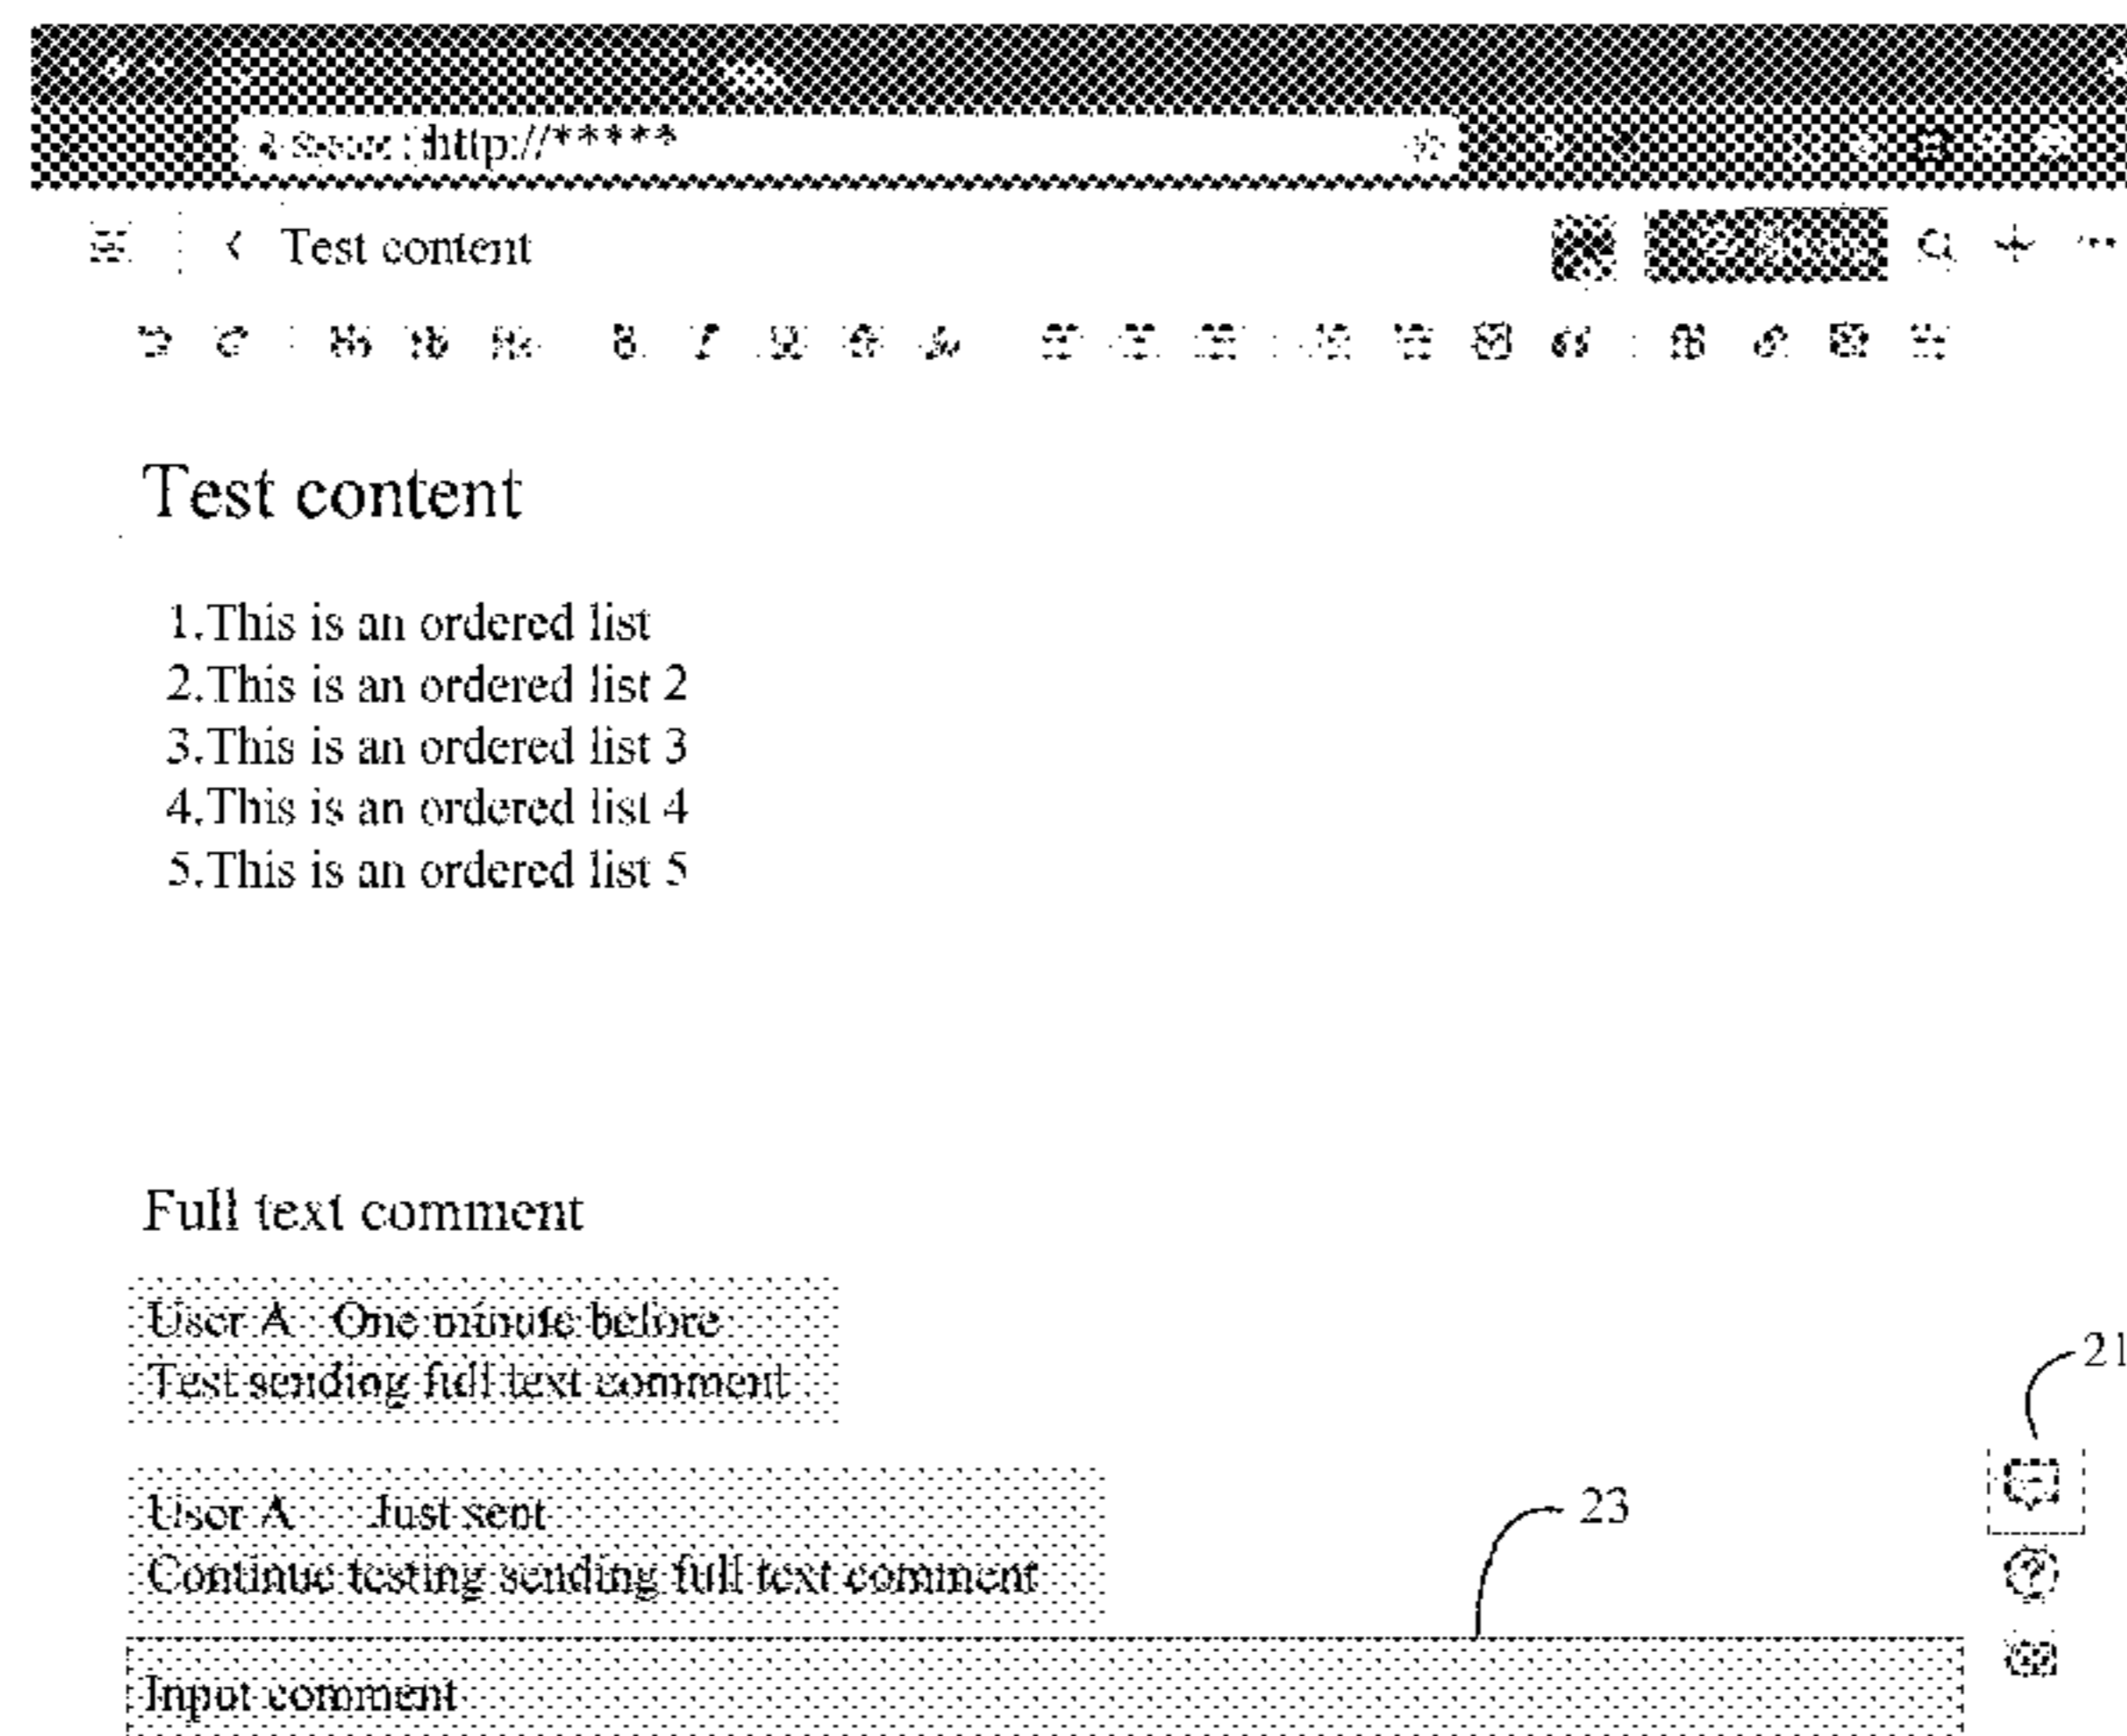 http://*****
Test content
Test content
1.This is an ordered list
2.This is an ordered list 2
3.This is an ordered list 3
4.This is an ordered list 4
5.This is an ordered list 5
Full text comment
User A One minute before
Test sending full text comment
21
User A Just sent
23
Continue testing sending full text comment
Input comment